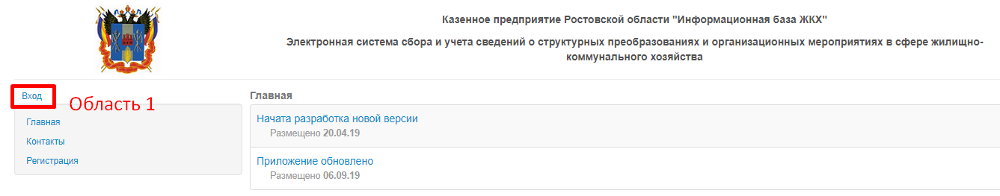 Казенное предприятие Ростовской области "Информационная база ЖКХ"
Электронная система сбора и учета сведений о структурных преобразованиях и организационных мероприятиях в сфере жилищно-
коммунального хозяйства
Вход
Область 1
Главная
Контакты
Регистрация
Главная
Начата разработка новой версии
Размещено 20.04.19
Приложение обновлено
Размещено 06.09.19